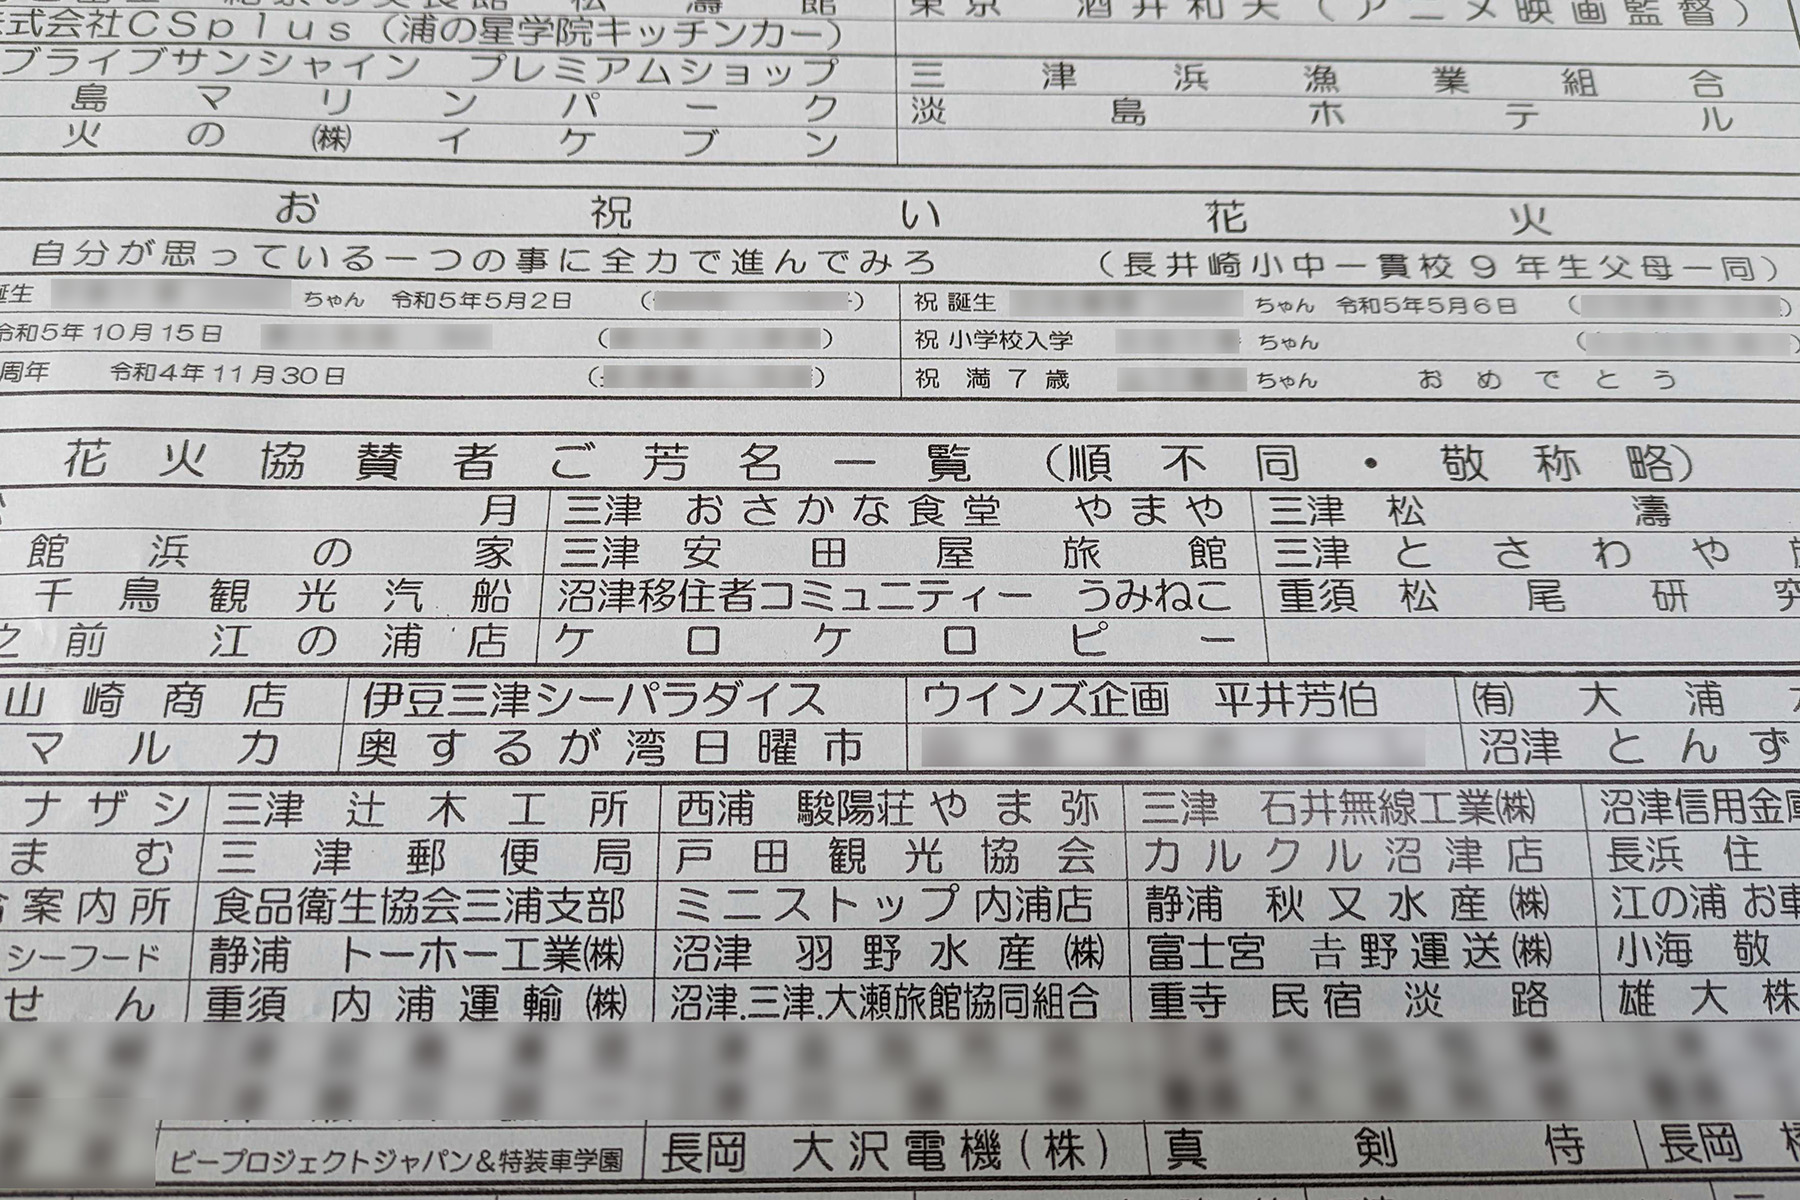 東京 酒井和夫(アニメ映画監督)
式会社CSplus(浦の星学院キッチンカー)
ブライブサンシャイン プレミアムショップ 三津浜漁業組合
島マリンパーク 淡島ホテル
火の㈱イケブン
お祝い花火
自分が思っている一つの事に全力で進んでみろ (長井崎小中一貫校9年生父母一同)
誕生 ちゃん 令和5年5月2日 ( ) 祝 誕生 ちゃん 令和5年5月6日 ( )
令和5年10月15日 ( ) 祝 小学校入学 ちゃん (
周年 令和4年11月30日 ( ) 祝 満7歳 ちゃん おめでとう
花火協賛者ご芳名一覧(順不同・敬称略)
月 三津 おさかな食堂 やまや 三津 松濤
館浜の家 三津 安田屋旅館 三津 とさわや
千鳥観光汽船 沼津移住者コミュニティー うみねこ 重須 松尾研究
之前 江の浦店 ケロケロピー
山崎商店 伊豆三津シーパラダイス ウインズ企画 平井芳伯 ㈲大浦
マルカ 奥するが湾日曜市 沼津 とんず
ナザシ 三津 辻木工所 西浦 駿陽荘やま弥 三津 石井無線工業㈱ 沼津信用金庫
まむ 三津郵便局 戸田観光協会 カルクル沼津店 長浜 住
案内所 食品衛生協会三浦支部 ミニストップ内浦店 静浦 秋又水産㈱ 江の浦 お車
シーフード 静浦 トーホー工業㈱ 沼津 羽野水産㈱ 富士宮 吉野運送㈱ 小海 敬
せん 重須 内浦運輸㈱ 沼津.三津.大瀬旅館協同組合 重寺 民宿淡路 雄大株
ビープロジェクトジャパン&特装車学園 長岡 大沢電機(株) 真剣侍 長岡